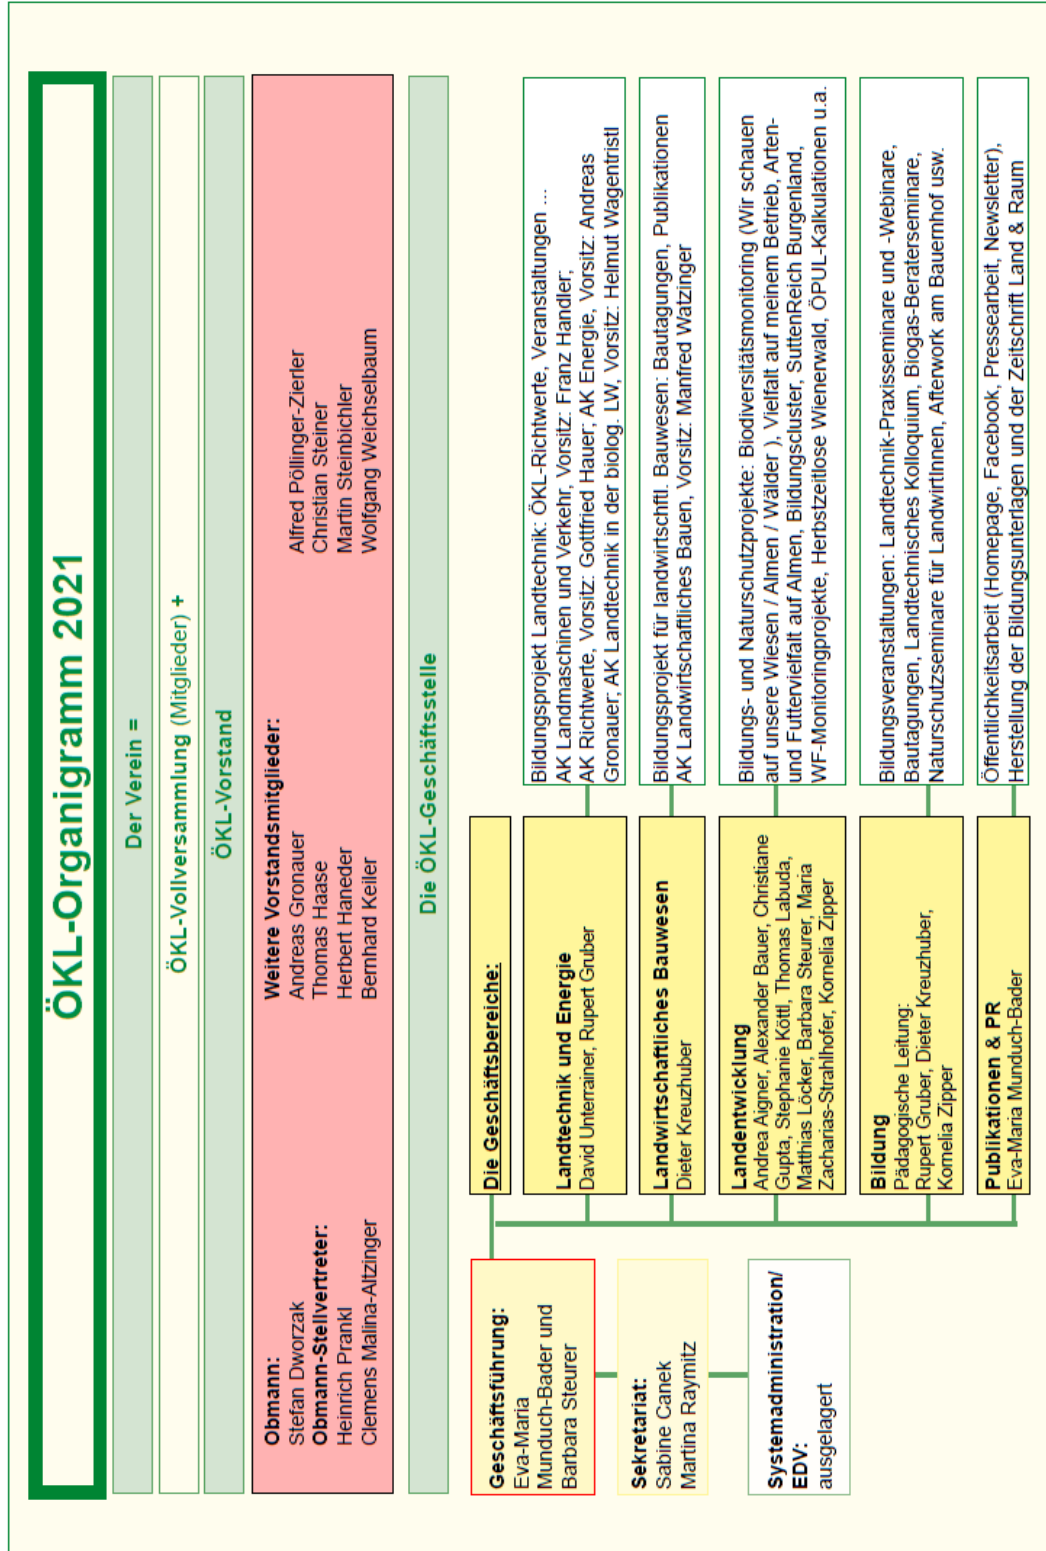 ÖKL-Organigramm 2021
Der Verein =
ÖKL-Vollversammlung (Mitglieder) +
ÖKL-Vorstand
Obmann:
Stefan Dworzak
Obmann-Stellvertreter:
Heinrich Prankl
Clemens Malina-Altzinger
Weitere Vorstandsmitglieder:
Andreas Gronauer
Thomas Haase
Herbert Haneder
Bernhard Keiler
Alfred Pöllinger-Zierler
Christian Steiner
Martin Steinbichler
Wolfgang Weichselbaum
Die ÖKL-Geschäftsstelle
Geschäftsführung:
Eva-Maria
Munduch-Bader und
Barbara Steurer
Sekretariat:
Sabine Canek
Martina Raymitz
Systemadministration/
EDV:
ausgelagert
Die Geschäftsbereiche:
Landtechnik und Energie
David Unterrainer, Rupert Gruber
Bildungsprojekt Landtechnik: ÖKL-Richtwerte, Veranstaltungen ...
AK Landmaschinen und Verkehr, Vorsitz: Franz Handler;
AK Richtwerte, Vorsitz: Gottfried Hauer; AK Energie, Vorsitz: Andreas
Gronauer; AK Landtechnik in der biolog. LW, Vorsitz: Helmut Wagentristl
Landwirtschaftliches Bauwesen
Dieter Kreuzhuber
Bildungsprojekt für landwirtschftl. Bauwesen: Bautagungen, Publikationen
AK Landwirtschaftliches Bauen, Vorsitz: Manfred Watzinger
Landentwicklung
Andrea Aigner, Alexander Bauer, Christiane
Gupta, Stephanie Köttl, Thomas Labuda,
Matthias Löcker, Barbara Steurer, Maria
Zacharias-Strahlhofer, Kornelia Zipper
Bildungs- und Naturschutzprojekte: Biodiversitätsmonitoring (Wir schauen
auf unsere Wiesen / Almen / Wälder ), Vielfalt auf meinem Betrieb, Arten-
und Futtervielfalt auf Almen, Bildungscluster, SuttenReich Burgenland,
WF-Monitoringprojekte, Herbstzeitlose Wienerwald, ÖPUL-Kalkulationen u.a.
Bildung
Pädagogische Leitung:
Rupert Gruber, Dieter Kreuzhuber,
Kornelia Zipper
Bildungsveranstaltungen: Landtechnik-Praxisseminare und -Webinare,
Bautagungen, Landtechnisches Kolloquium, Biogas-Beraterseminare,
Naturschutzseminare für LandwirtInnen, Afterwork am Bauernhof usw.
Publikationen & PR
Eva-Maria Munduch-Bader
Öffentlichkeitsarbeit (Homepage, Facebook, Pressearbeit, Newsletter),
Herstellung der Bildungsunterlagen und der Zeitschrift Land & Raum